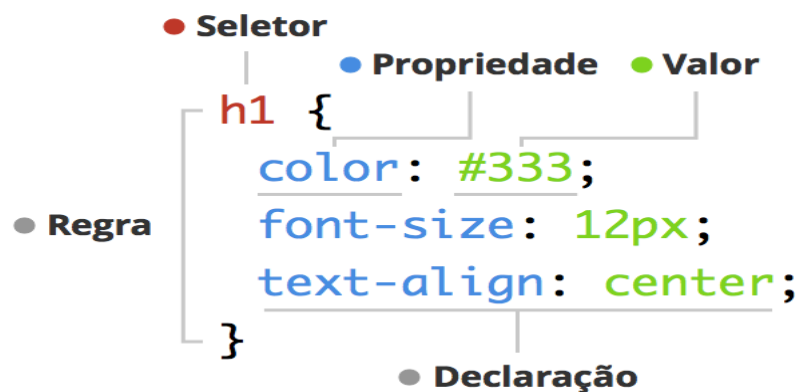 Seletor
Propriedade Valor
h1 {
color: #333;
Regra
font-size: 12px;
text-align: center;
}
Declaração